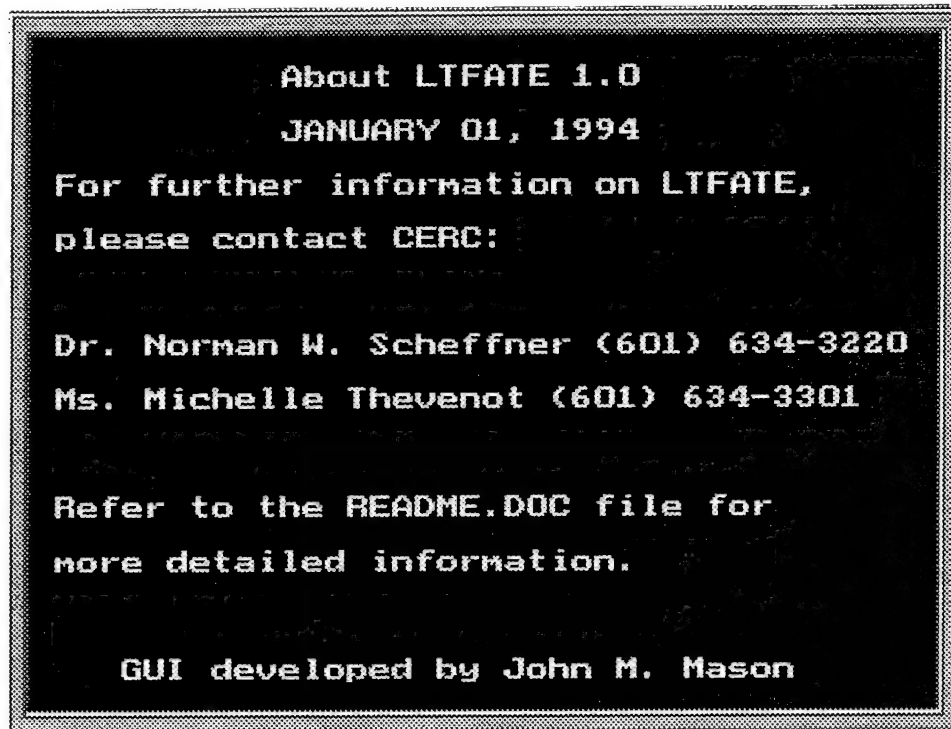 About LTFATE 1.0
JANUARY 01, 1994
For further information on LTFATE,
please contact CERC:
Dr. Norman W. Scheffner (601) 634-3220
Ms. Michelle Thevenot (601) 634-3301
Refer to the README.DOC file for
more detailed information.
GUI developed by John M. Mason